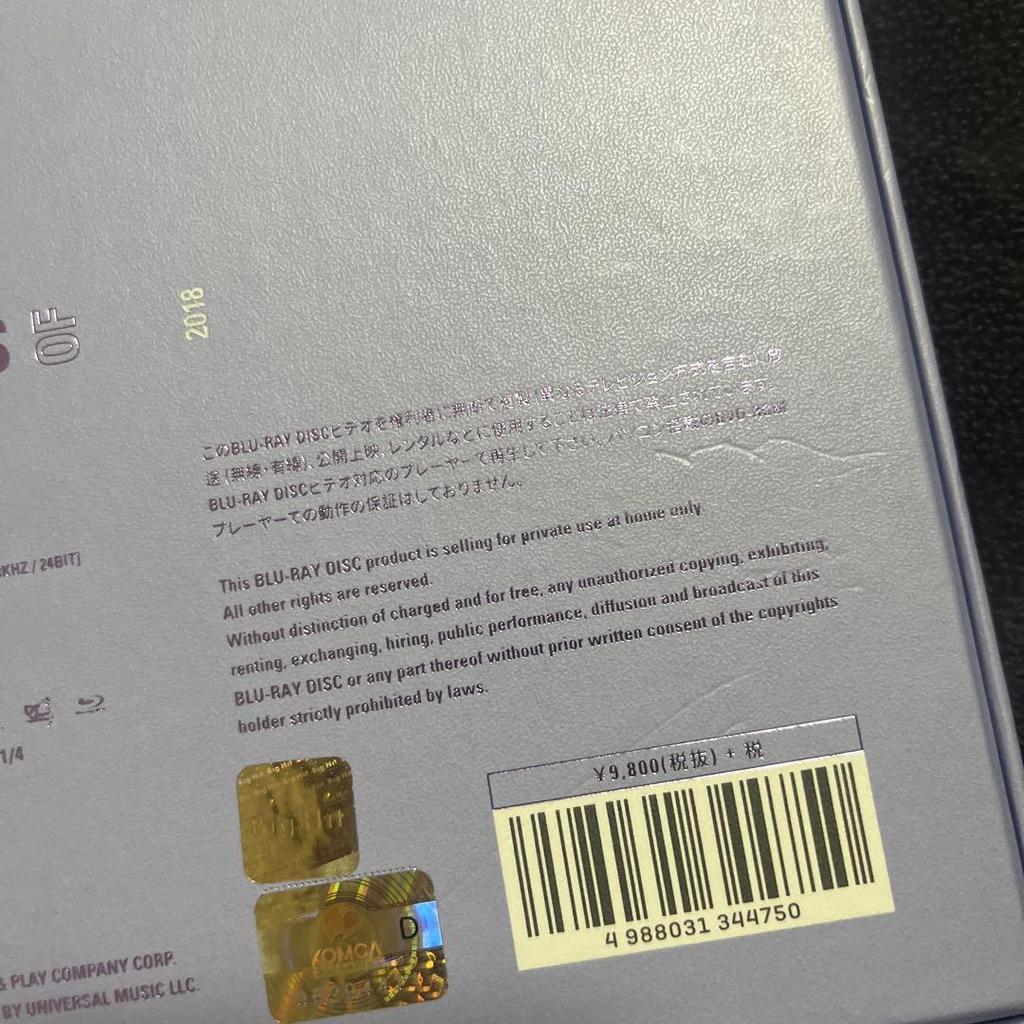 OF
2018
このBLU-RAY DISCビデオを権利者に無断で複製(異なるテレビジョン方式を含む)、放
送(無線・有線)、公開上映、レンタルなどに使用することは法律で禁止されています。
BLU-RAY DISCビデオ対応のプレーヤーで再生して下さい。パソコン
プレーヤーでの動作の保証はしておりません。
KHZ / 24BIT]
This BLU-RAY DISC product is selling for private use at home only.
All other rights are reserved.
Without distinction of charged and for free, any unauthorized copying, exhibiting,
renting, exchanging, hiring, public performance, diffusion and broadcast of this
BLU-RAY DISC or any part thereof without prior written consent of the copyrights
holder strictly prohibited by laws.
1/4
Big Hit
¥9,800(税抜) + 税
4 988031 344750
D
KOMCA
& PLAY COMPANY CORP.
BY UNIVERSAL MUSIC LLC.